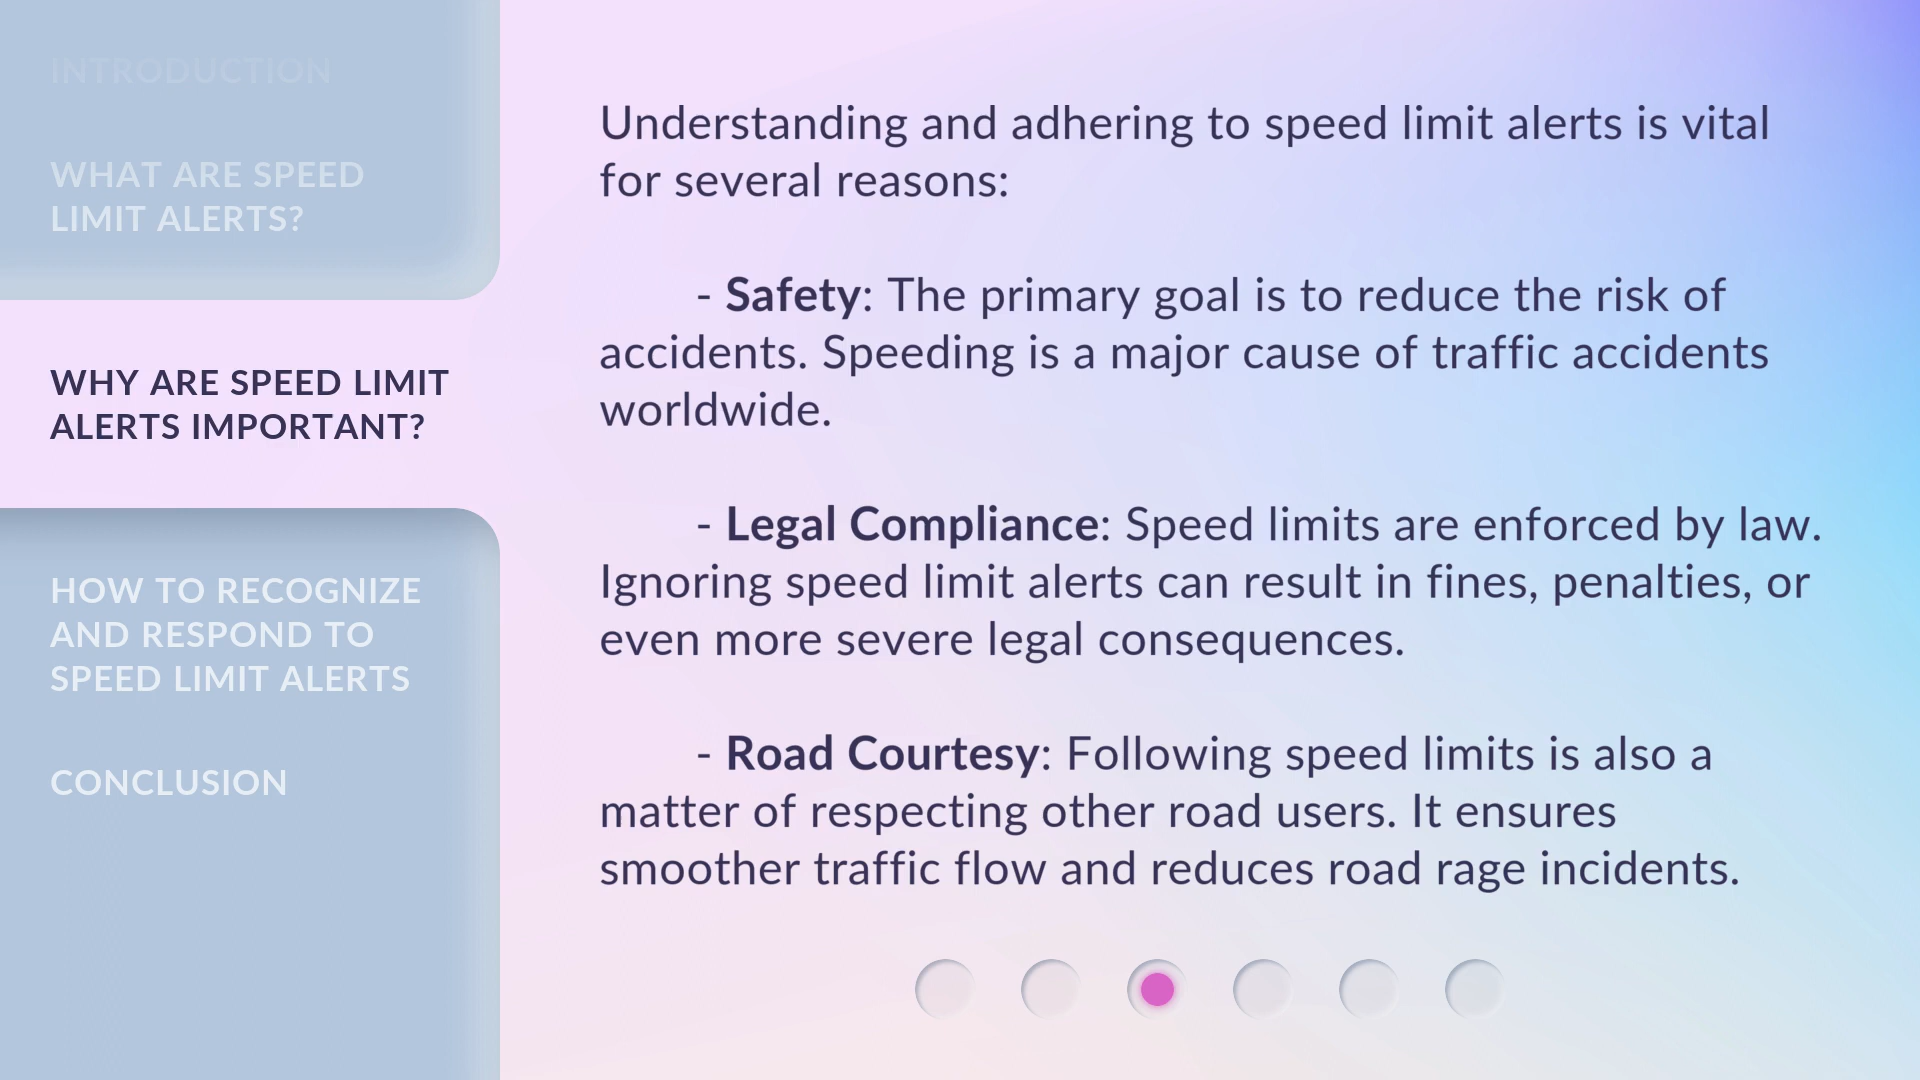 INTRODUCTION
WHAT ARE SPEED
LIMIT ALERTS?
WHY ARE SPEED LIMIT
ALERTS IMPORTANT?
HOW TO RECOGNIZE
AND RESPOND TO
SPEED LIMIT ALERTS
CONCLUSION
Understanding and adhering to speed limit alerts is vital
for several reasons:
- Safety: The primary goal is to reduce the risk of
accidents. Speeding is a major cause of traffic accidents
worldwide.
- Legal Compliance: Speed limits are enforced by law.
Ignoring speed limit alerts can result in fines, penalties, or
even more severe legal consequences.
- Road Courtesy: Following speed limits is also a
matter of respecting other road users. It ensures
smoother traffic flow and reduces road rage incidents.